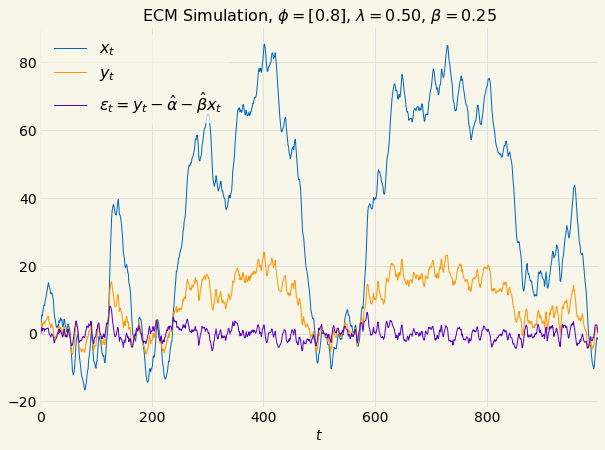 ECM Simulation, ϕ = [0.8], λ = 0.50, β = 0.25
x_t
y_t
ε_t = y_t − α̂ − β̂x_t
80
60
40
20
0
−20
0 200 400 600 800
t